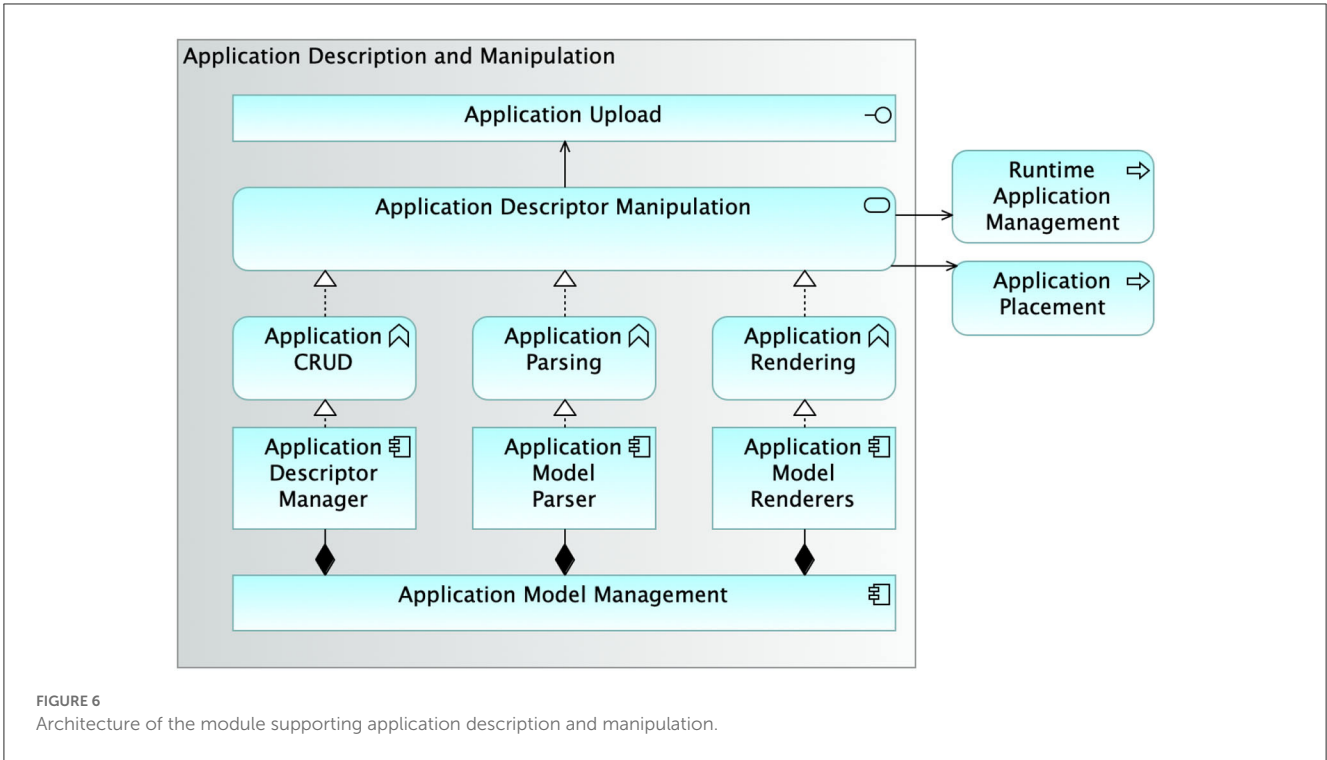 Application Description and Manipulation
Application Upload
Application Descriptor Manipulation
Runtime
Application
Management
Application
Placement
Application
CRUD
Application
Parsing
Application
Rendering
Application
Descriptor
Manager
Application
Model
Parser
Application
Model
Renderers
Application Model Management
FIGURE 6
Architecture of the module supporting application description and manipulation.